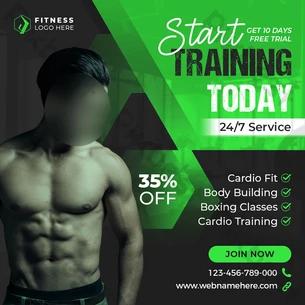 FITNESS
LOGO HERE
Start
GET 10 DAYS
FREE TRIAL
TRAINING
TODAY
24/7 Service
35%
OFF
Cardio Fit
Body Building
Boxing Classes
Cardio Training
JOIN NOW
123-456-789-000
www.webnamehere.com